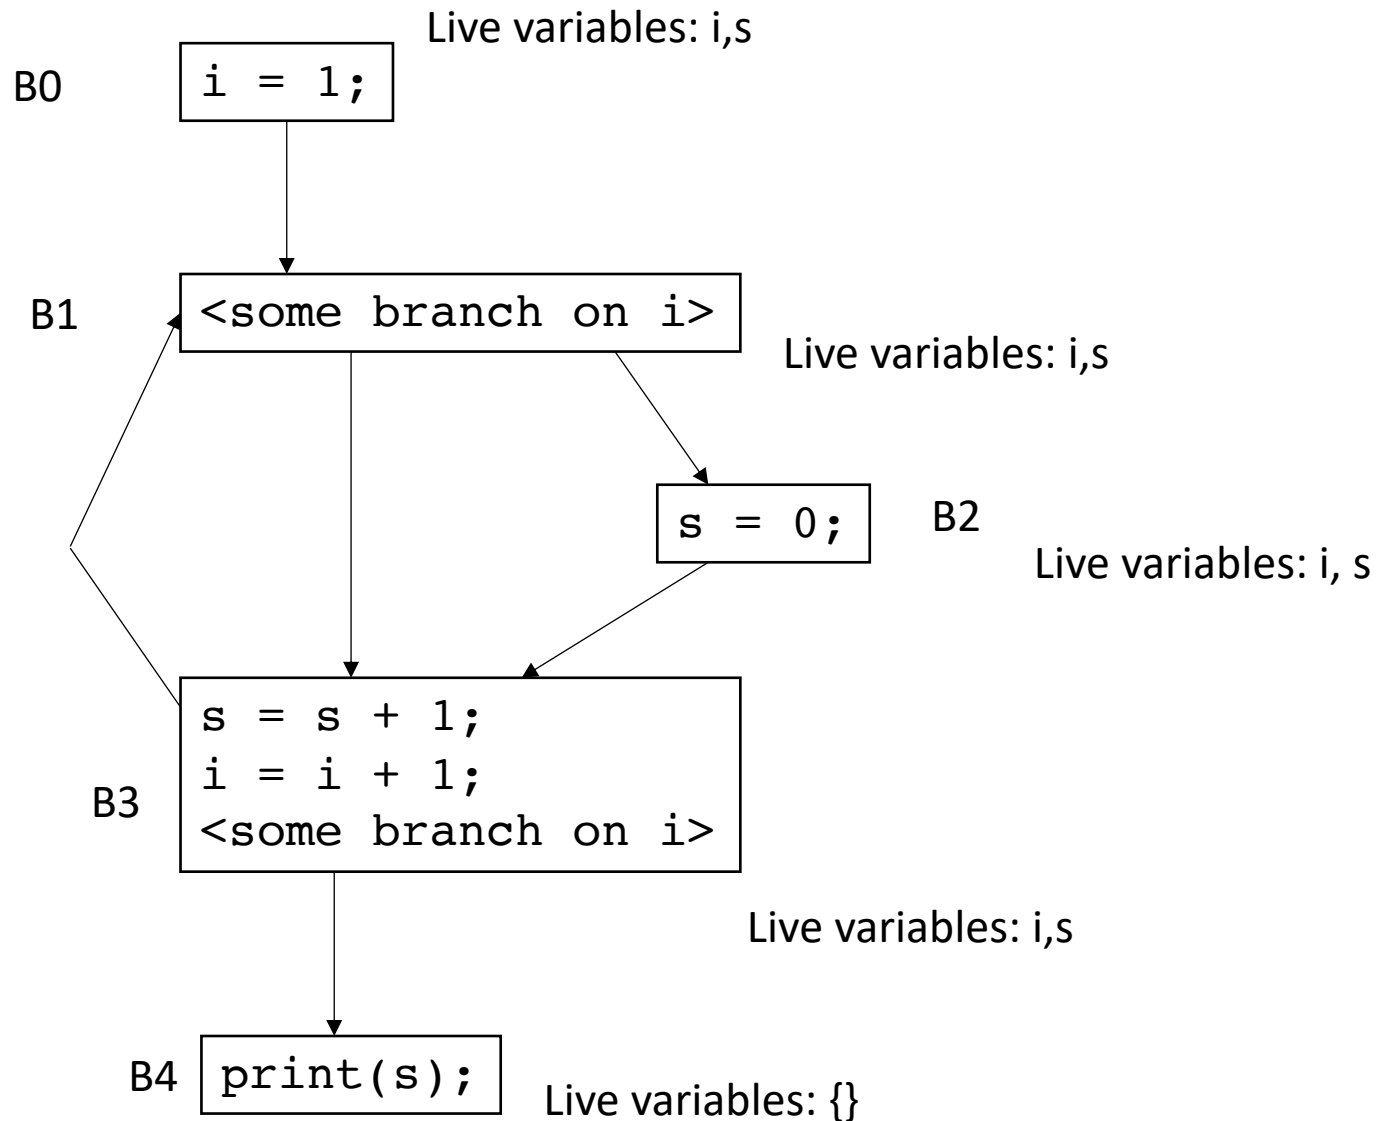 Live variables: i,s
B0
i = 1;
B1
<some branch on i>
Live variables: i,s
s = 0;
B2
Live variables: i, s
s = s + 1;
i = i + 1;
<some branch on i>
B3
Live variables: i,s
B4
print(s);
Live variables: {}